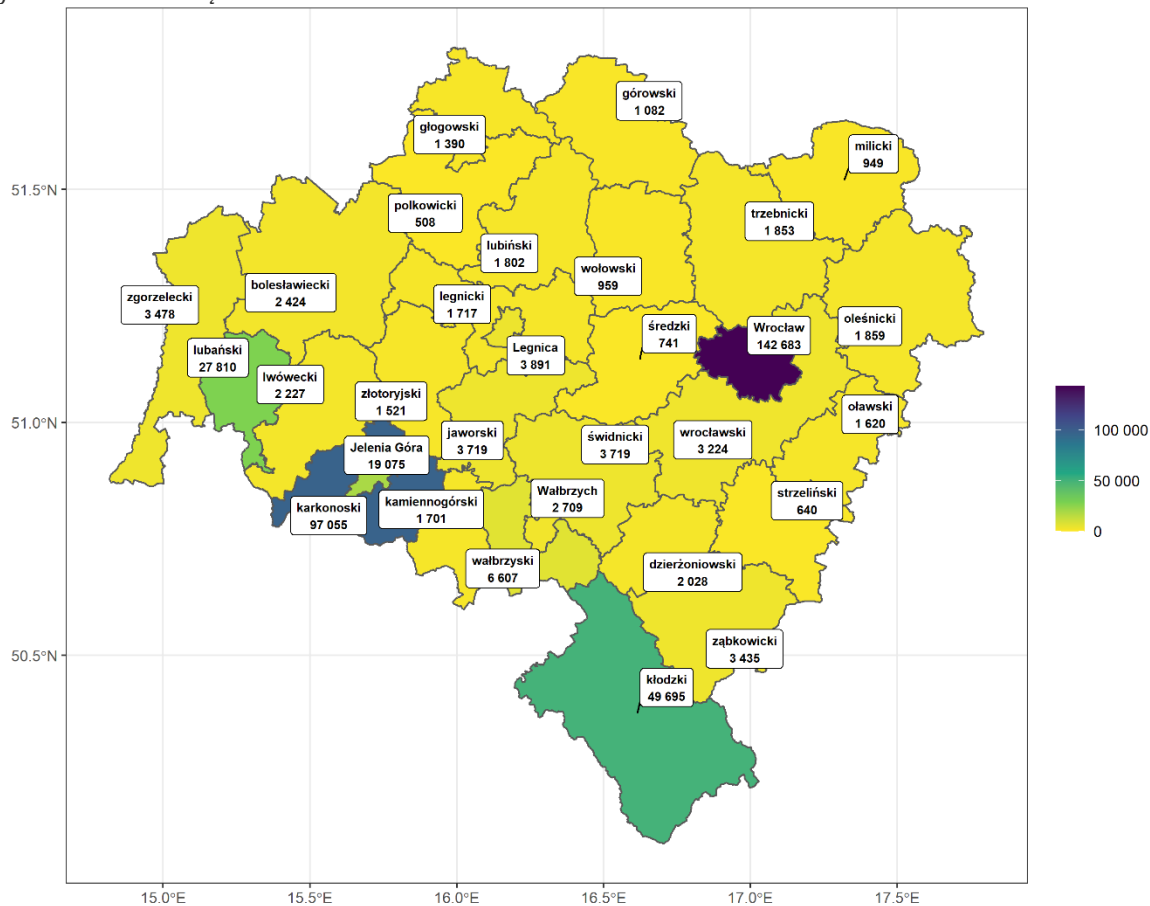 górowski
1 082
głogowski
1 390
milicki
949
51.5°N
polkowicki
508
trzebnicki
1 853
lubiński
1 802
wołowski
959
bolesławiecki
2 424
zgorzelecki
3 478
legnicki
1 717
oleśnicki
1 859
średzki
741
Wrocław
142 683
lubański
27 810
Legnica
3 891
lwówecki
2 227
złotoryjski
1 521
oławski
1 620
51.0°N
jaworski
3 719
świdnicki
3 719
wrocławski
3 224
Jelenia Góra
19 075
kamiennogórski
1 701
karkonoski
97 055
Wałbrzych
2 709
strzeliński
640
wałbrzyski
6 607
dzierżoniowski
2 028
50.5°N
ząbkowicki
3 435
kłodzki
49 695
100 000
50 000
0
15.0°E
15.5°E
16.0°E
16.5°E
17.0°E
17.5°E